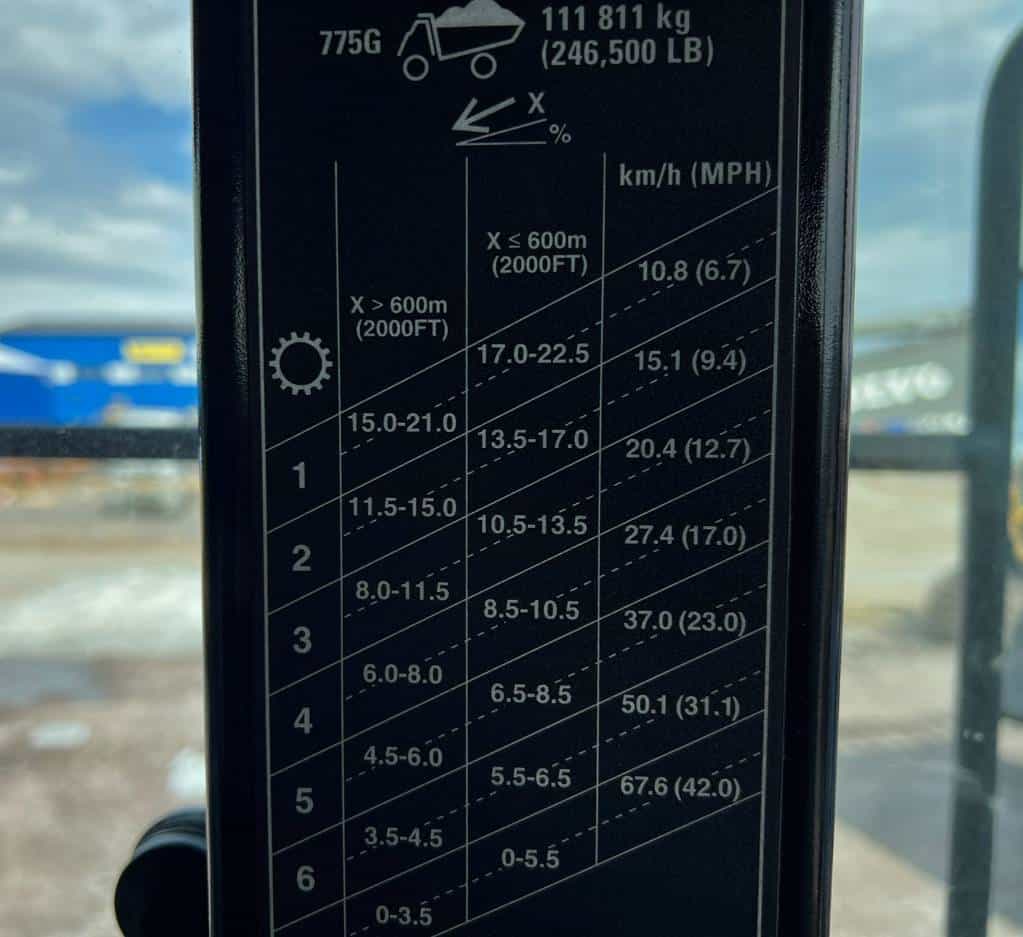 775G
111 811 kg
(246,500 LB)
X
%
km/h (MPH)
X ≤ 600m
(2000FT)
X > 600m
(2000FT)
1 15.0-21.0 17.0-22.5 10.8 (6.7)
2 11.5-15.0 13.5-17.0 15.1 (9.4)
3 8.0-11.5 10.5-13.5 20.4 (12.7)
4 6.0-8.0 8.5-10.5 27.4 (17.0)
5 4.5-6.0 6.5-8.5 37.0 (23.0)
6 3.5-4.5 5.5-6.5 50.1 (31.1)
0-3.5 0-5.5 67.6 (42.0)